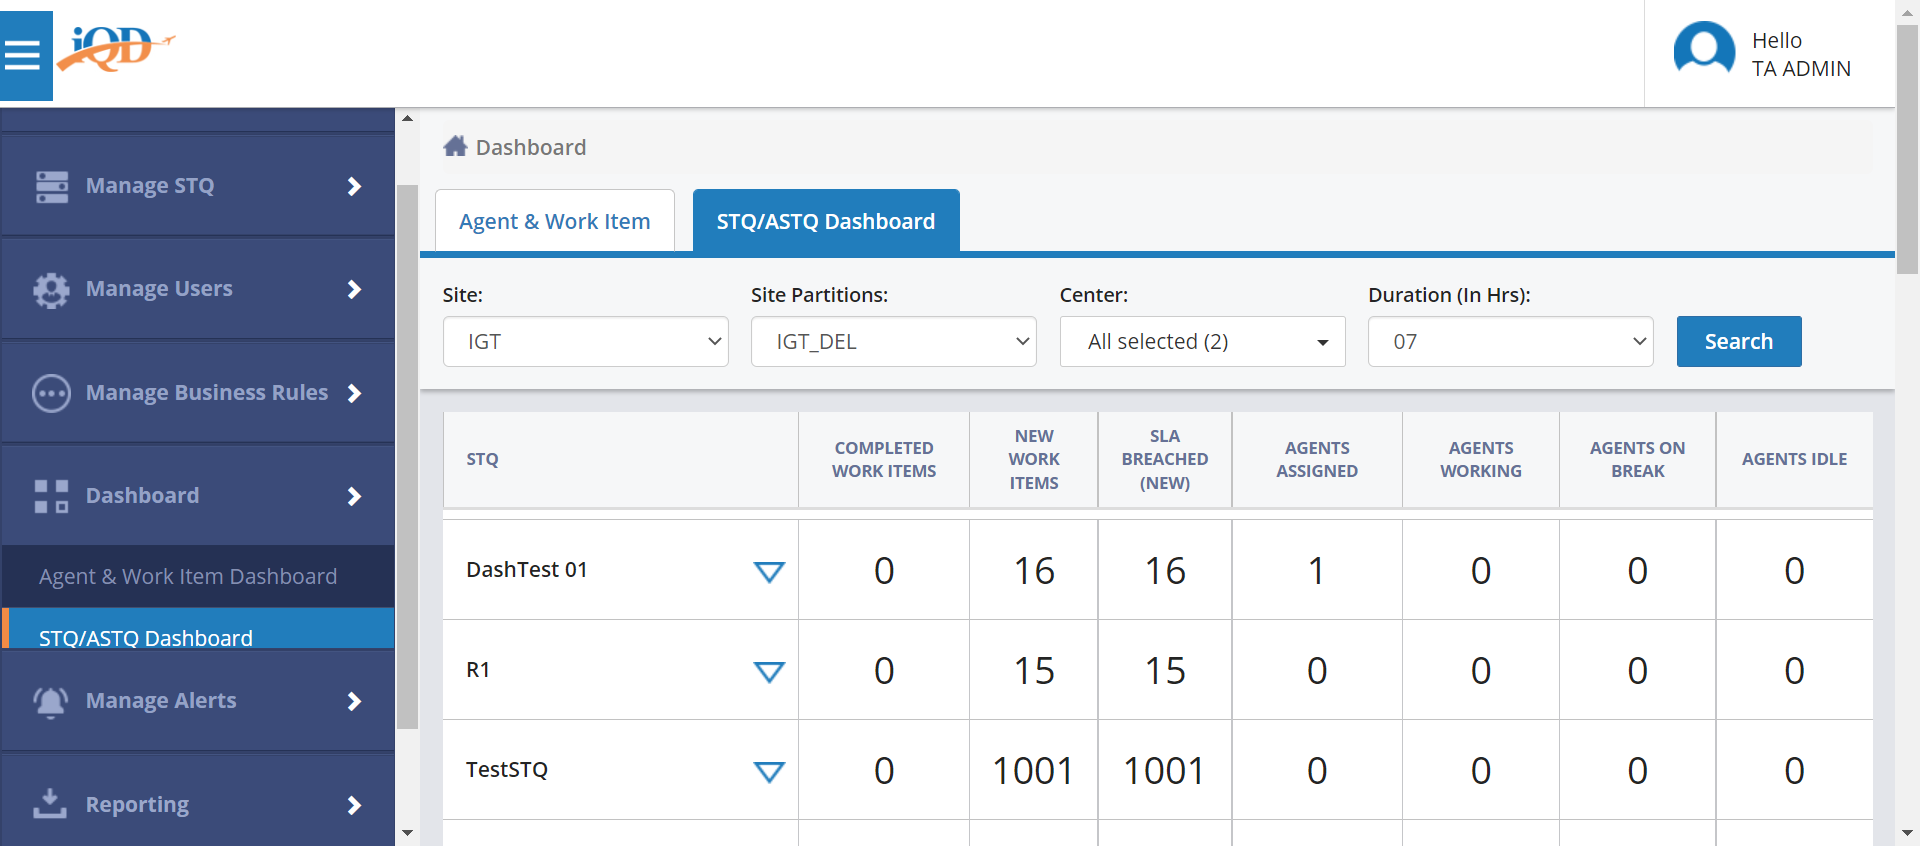 iQD
Hello
TA ADMIN
Manage STQ
Manage Users
Manage Business Rules
Dashboard
Agent & Work Item Dashboard
STQ/ASTQ Dashboard
Manage Alerts
Reporting
Dashboard
Agent & Work Item
STQ/ASTQ Dashboard
Site:
Site Partitions:
Center:
Duration (In Hrs):
IGT
IGT_DEL
All selected (2)
07
Search
STQ
COMPLETED
WORK ITEMS
NEW
WORK
ITEMS
SLA
BREACHED
(NEW)
AGENTS
ASSIGNED
AGENTS
WORKING
AGENTS ON
BREAK
AGENTS IDLE
DashTest 01 0 16 16 1 0 0 0
R1 0 15 15 0 0 0 0
TestSTQ 0 1001 1001 0 0 0 0